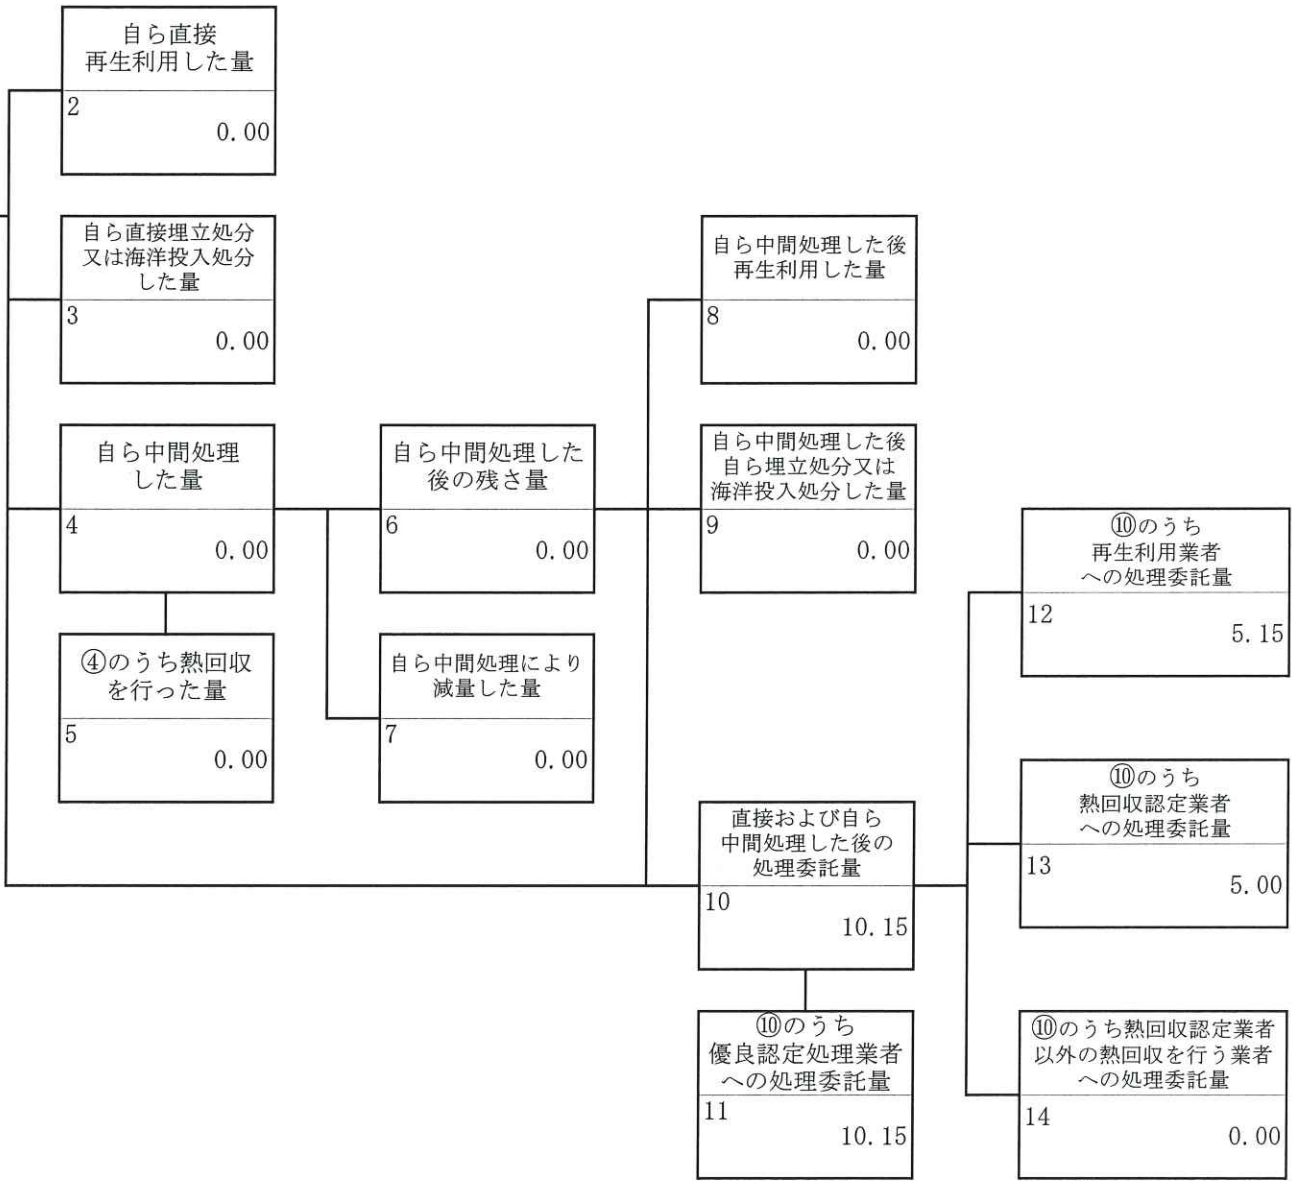 自ら直接
再生利用した量
2
0.00
自ら直接埋立処分
又は海洋投入処分
した量
3
0.00
自ら中間処理した後
再生利用した量
8
0.00
自ら中間処理
した量
4
0.00
自ら中間処理した
後の残さ量
6
0.00
自ら中間処理した後
自ら埋立処分又は
海洋投入処分した量
9
0.00
⑩のうち
再生利用業者
への処理委託量
12
5.15
④のうち熱回収
を行った量
5
0.00
自ら中間処理により
減量した量
7
0.00
⑩のうち
熱回収認定業者
への処理委託量
13
5.00
直接および自ら
中間処理した後の
処理委託量
10
10.15
⑩のうち
優良認定処理業者
への処理委託量
11
10.15
⑩のうち熱回収認定業者
以外の熱回収を行う業者
への処理委託量
14
0.00